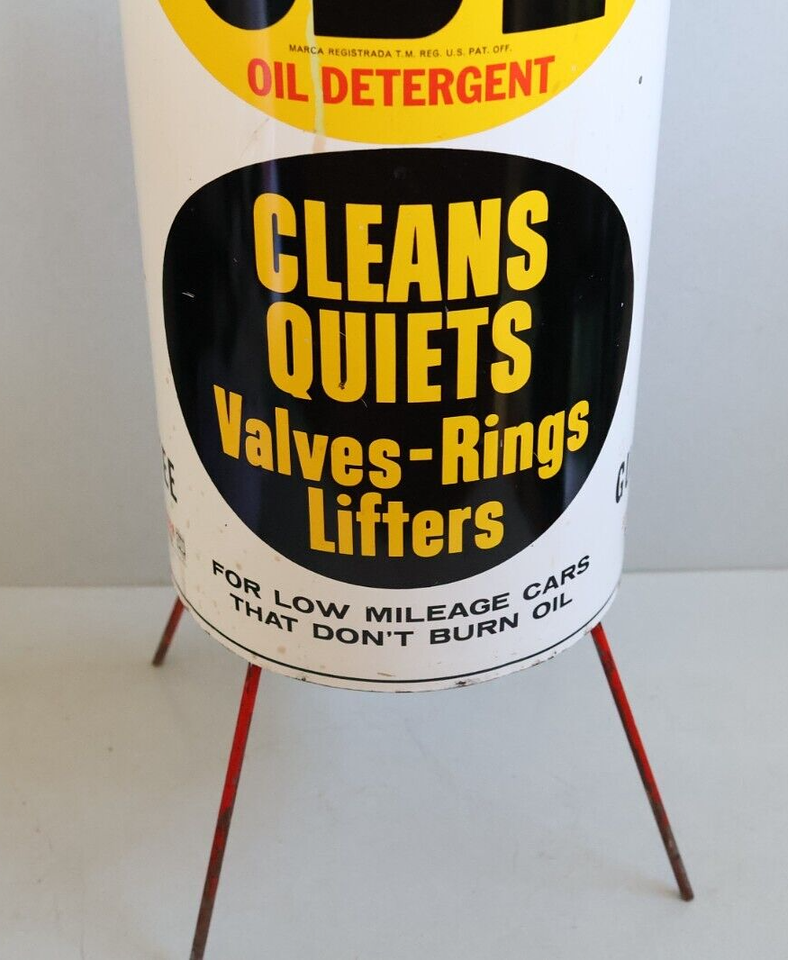 MARCA REGISTRADA T.M. REG. U.S. PAT. OFF.
OIL DETERGENT
CLEANS
QUIETS
Valves-Rings
Lifters
FOR LOW MILEAGE CARS
THAT DON'T BURN OIL